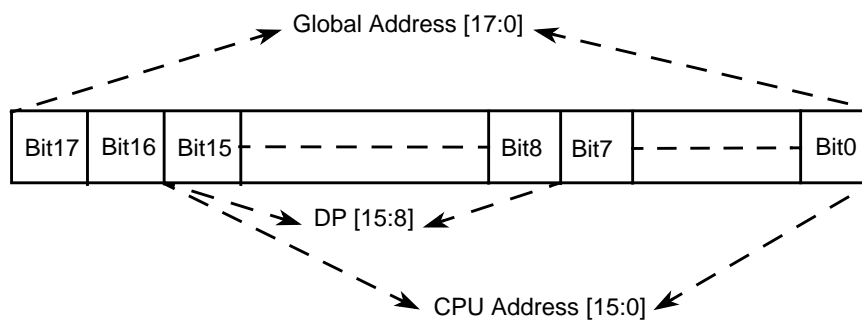 Global Address [17:0]
Bit17 Bit16 Bit15 Bit8 Bit7 Bit0
DP [15:8]
CPU Address [15:0]